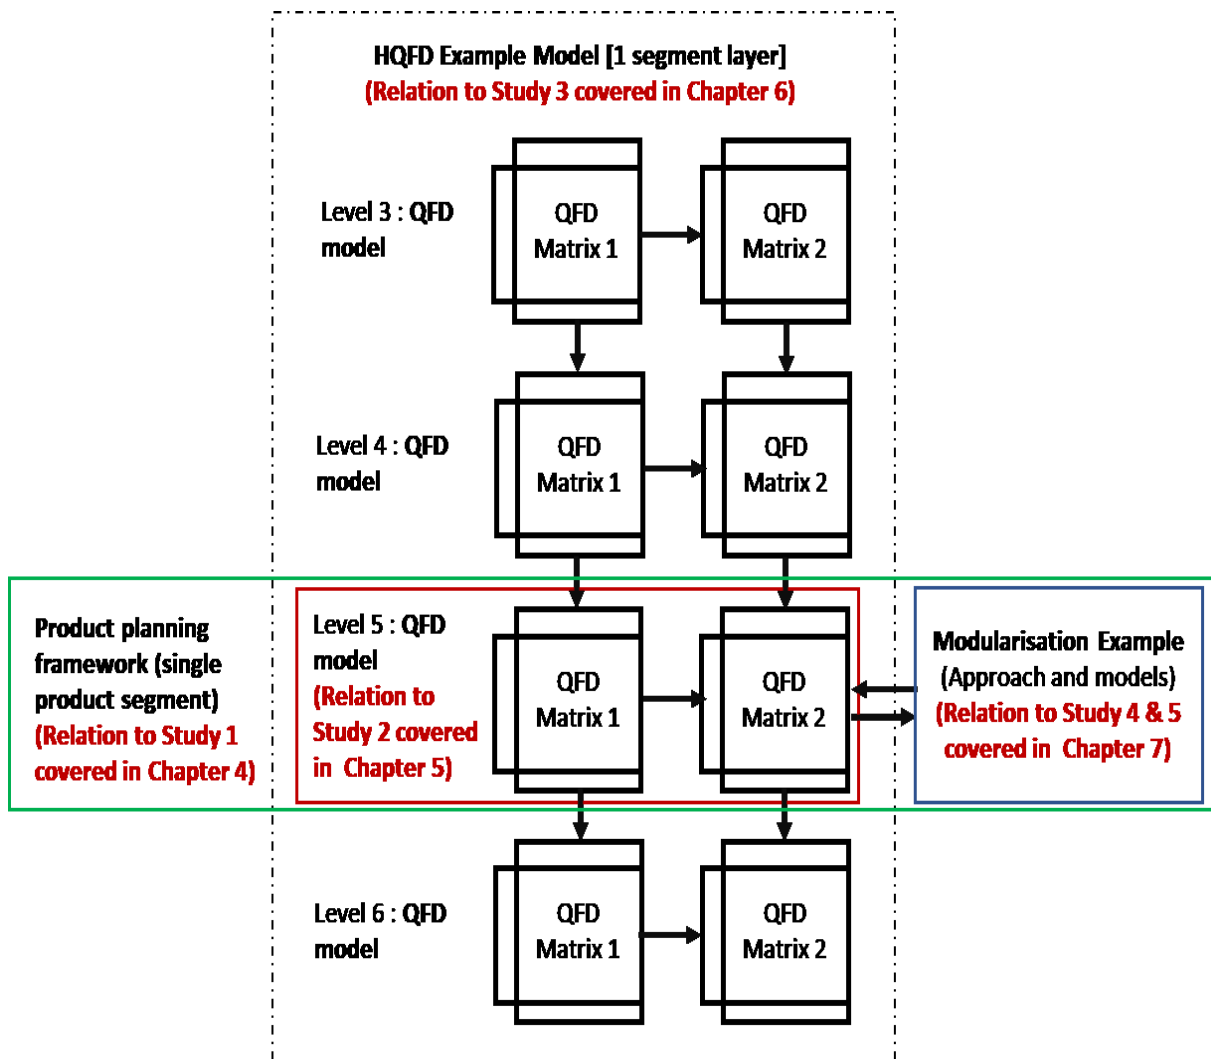 HQFD Example Model [1 segment layer]
(Relation to Study 3 covered in Chapter 6)
Level 3 : QFD
model
QFD
Matrix 1
QFD
Matrix 2
Level 4 : QFD
model
QFD
Matrix 1
QFD
Matrix 2
Product planning
framework (single
product segment)
(Relation to Study 1
covered in Chapter 4)
Level 5 : QFD
model
(Relation to
Study 2 covered
in Chapter 5)
QFD
Matrix 1
QFD
Matrix 2
Modularisation Example
(Approach and models)
(Relation to Study 4 & 5
covered in Chapter 7)
Level 6 : QFD
model
QFD
Matrix 1
QFD
Matrix 2